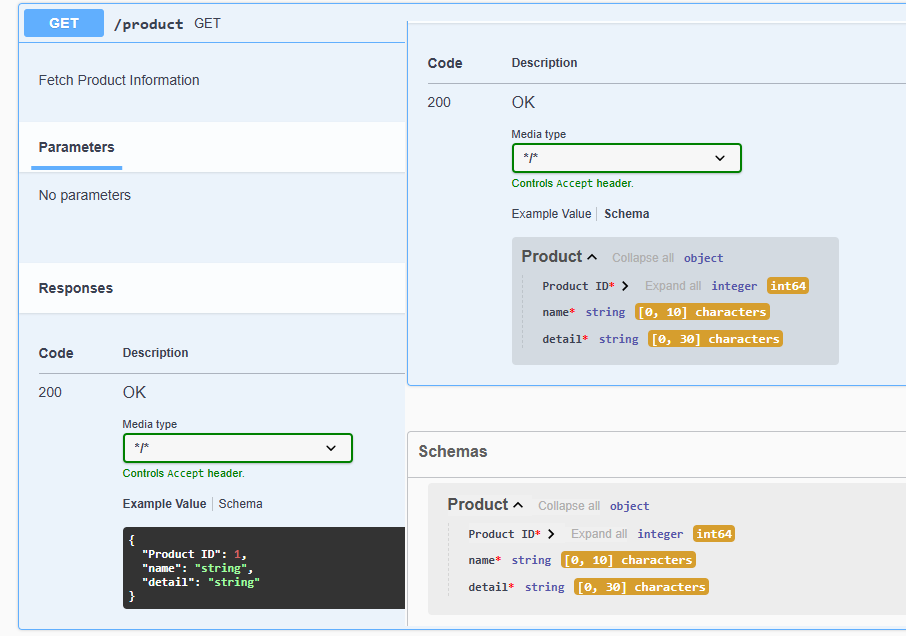 GET /product GET
Fetch Product Information
Parameters
No parameters
Responses
Code Description
200 OK
Media type
*/*
Controls Accept header.
Example Value Schema
{
  "Product ID": 1,
  "name": "string",
  "detail": "string"
}
Code Description
200 OK
Media type
*/*
Controls Accept header.
Example Value Schema
Product Collapse all object
Product ID* Expand all integer int64
name* string [0, 10] characters
detail* string [0, 30] characters
Schemas
Product Collapse all object
Product ID* Expand all integer int64
name* string [0, 10] characters
detail* string [0, 30] characters